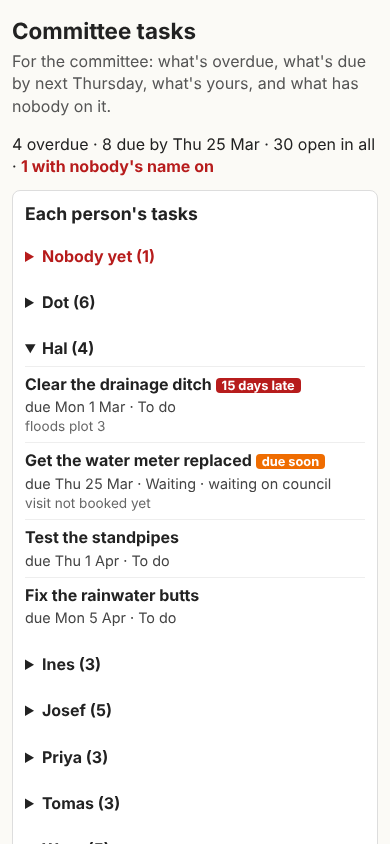 Committee tasks
For the committee: what's overdue, what's due
by next Thursday, what's yours, and what has
nobody on it.
4 overdue · 8 due by Thu 25 Mar · 30 open in all
· 1 with nobody's name on
Each person's tasks
Nobody yet (1)
Dot (6)
Hal (4)
Clear the drainage ditch 15 days late
due Mon 1 Mar · To do
floods plot 3
Get the water meter replaced due soon
due Thu 25 Mar · Waiting · waiting on council
visit not booked yet
Test the standpipes
due Thu 1 Apr · To do
Fix the rainwater butts
due Mon 5 Apr · To do
Ines (3)
Josef (5)
Priya (3)
Tomas (3)